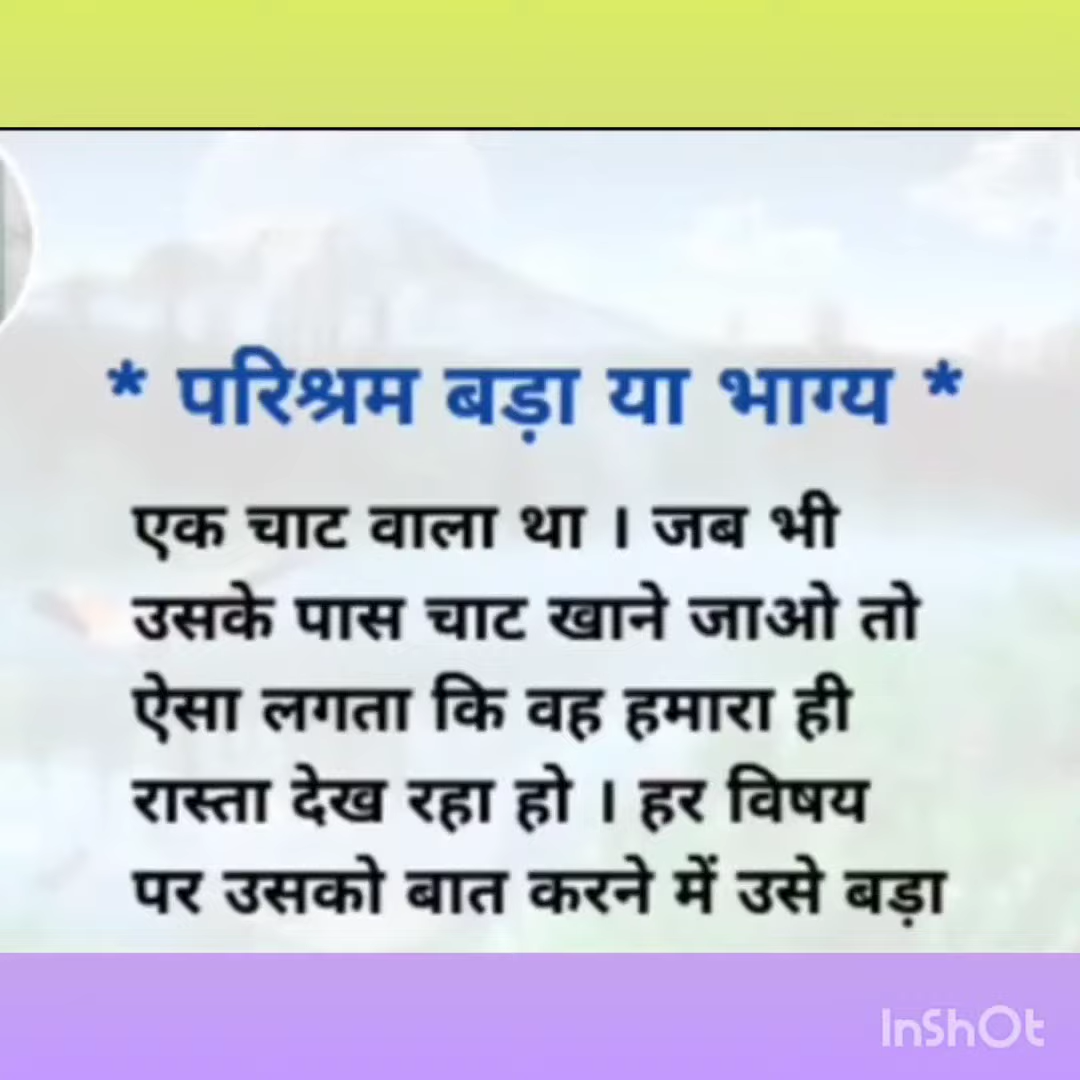 * परिश्रम बड़ा या भाग्य *
एक चाट वाला था । जब भी
उसके पास चाट खाने जाओ तो
ऐसा लगता कि वह हमारा ही
रास्ता देख रहा हो । हर विषय
पर उसको बात करने में उसे बड़ा
InShOt